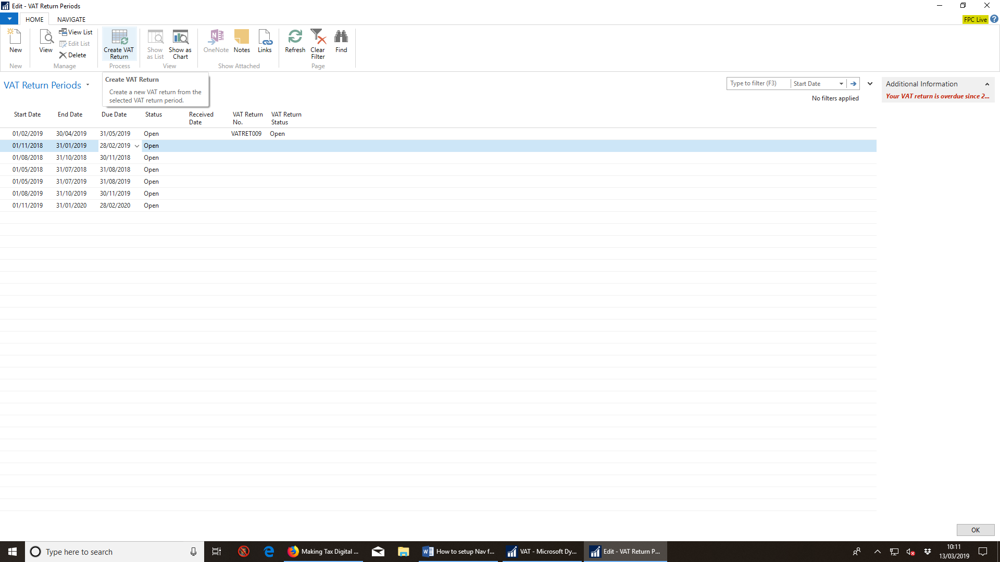 Edit - VAT Return Periods
HOME NAVIGATE
FPC Live ?
New
View
View List
Edit List
Delete
Create VAT
Return
Show
as List
Show as
Chart
OneNote Notes Links
Refresh
Clear
Filter
Find
New Manage Process View Show Attached Page
VAT Return Periods
Create VAT Return
Create a new VAT return from the
selected VAT return period.
Type to filter (F3) Start Date
No filters applied
Additional Information
Your VAT return is overdue since 2...
Start Date End Date Due Date Status Received VAT Return VAT Return
Date No. Status
01/02/2019 30/04/2019 31/05/2019 Open VATRET009 Open
01/11/2018 31/01/2019 28/02/2019 Open
01/08/2018 31/10/2018 30/11/2018 Open
01/05/2018 31/07/2018 31/08/2018 Open
01/05/2019 31/07/2019 31/08/2019 Open
01/08/2019 31/10/2019 30/11/2019 Open
01/11/2019 31/01/2020 28/02/2020 Open
OK
Type here to search
Making Tax Digital ...
How to setup Nav f...
VAT - Microsoft Dy...
Edit - VAT Return P...
10:11
13/03/2019